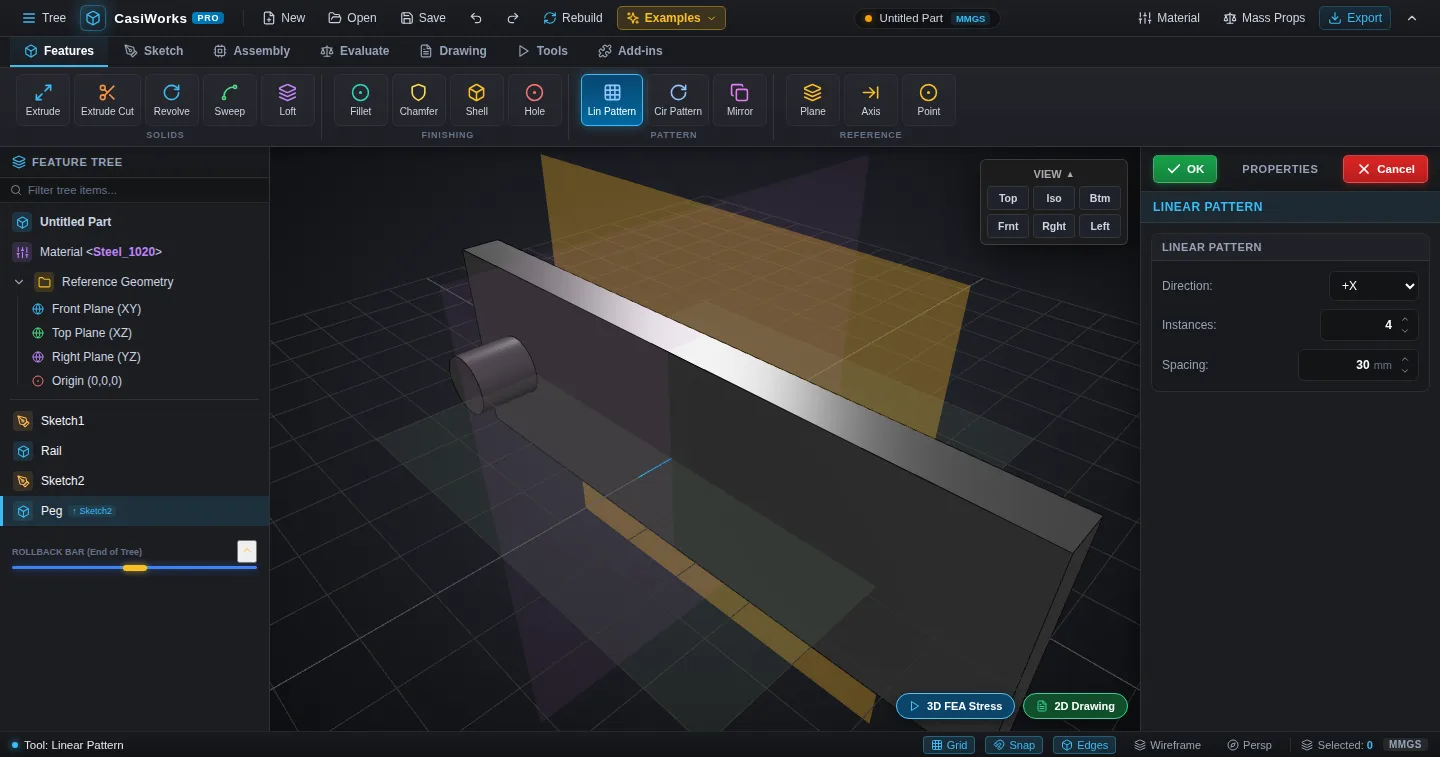 Tree CasiWorks PRO New Open Save Rebuild Examples Untitled Part MMGS Material Mass Props Export
Features Sketch Assembly Evaluate Drawing Tools Add-ins
Extrude Extrude Cut Revolve Sweep Loft Fillet Chamfer Shell Hole Lin Pattern Cir Pattern Mirror Plane Axis Point
SOLIDS FINISHING PATTERN REFERENCE
FEATURE TREE
Filter tree items...
Untitled Part
Material <Steel_1020>
Reference Geometry
Front Plane (XY)
Top Plane (XZ)
Right Plane (YZ)
Origin (0,0,0)
Sketch1
Rail
Sketch2
Peg ↑ Sketch2
ROLLBACK BAR (End of Tree)
VIEW ▲
Top Iso Btm
Frnt Rght Left
3D FEA Stress 2D Drawing
OK PROPERTIES Cancel
LINEAR PATTERN
LINEAR PATTERN
Direction: +X
Instances: 4
Spacing: 30 mm
Tool: Linear Pattern Grid Snap Edges Wireframe Persp Selected: 0 MMGS